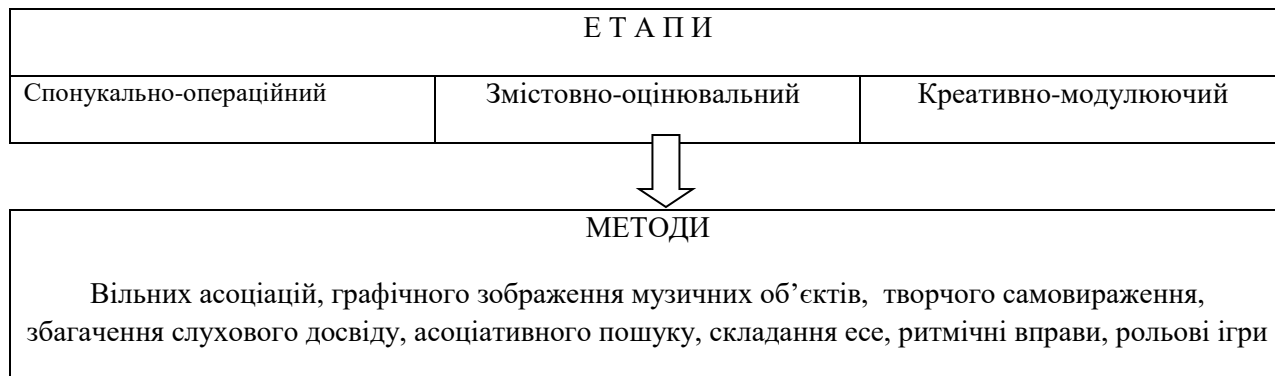 Е Т А П И
Спонукально-операційний Змістовно-оцінювальний Креативно-модулюючий
МЕТОДИ
Вільних асоціацій, графічного зображення музичних об’єктів, творчого самовираження,
збагачення слухового досвіду, асоціативного пошуку, складання есе, ритмічні вправи, рольові ігри